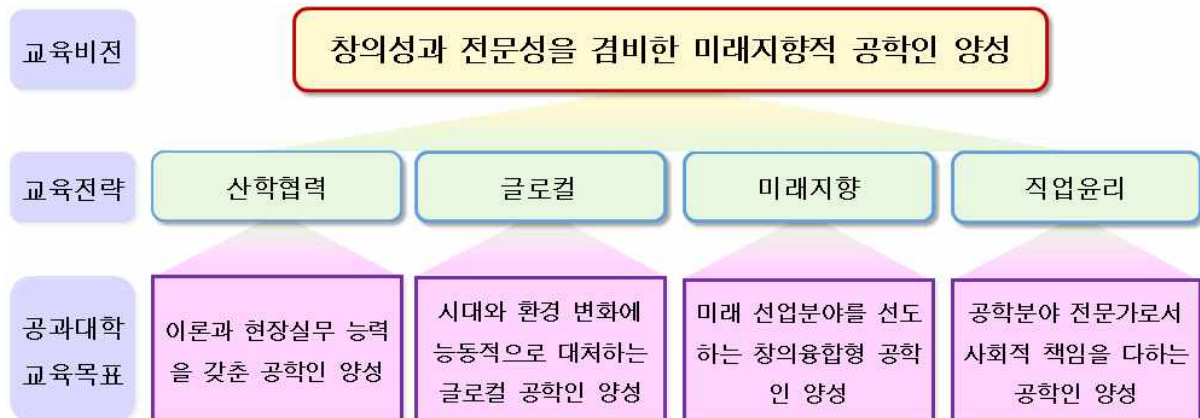 교육비전
창의성과 전문성을 겸비한 미래지향적 공학인 양성
교육전략
산학협력
글로컬
미래지향
직업윤리
공과대학
교육목표
이론과 현장실무 능력
을 갖춘 공학인 양성
시대와 환경 변화에
능동적으로 대처하는
글로컬 공학인 양성
미래 선업분야를 선도
하는 창의융합형 공학
인 양성
공학분야 전문가로서
사회적 책임을 다하는
공학인 양성